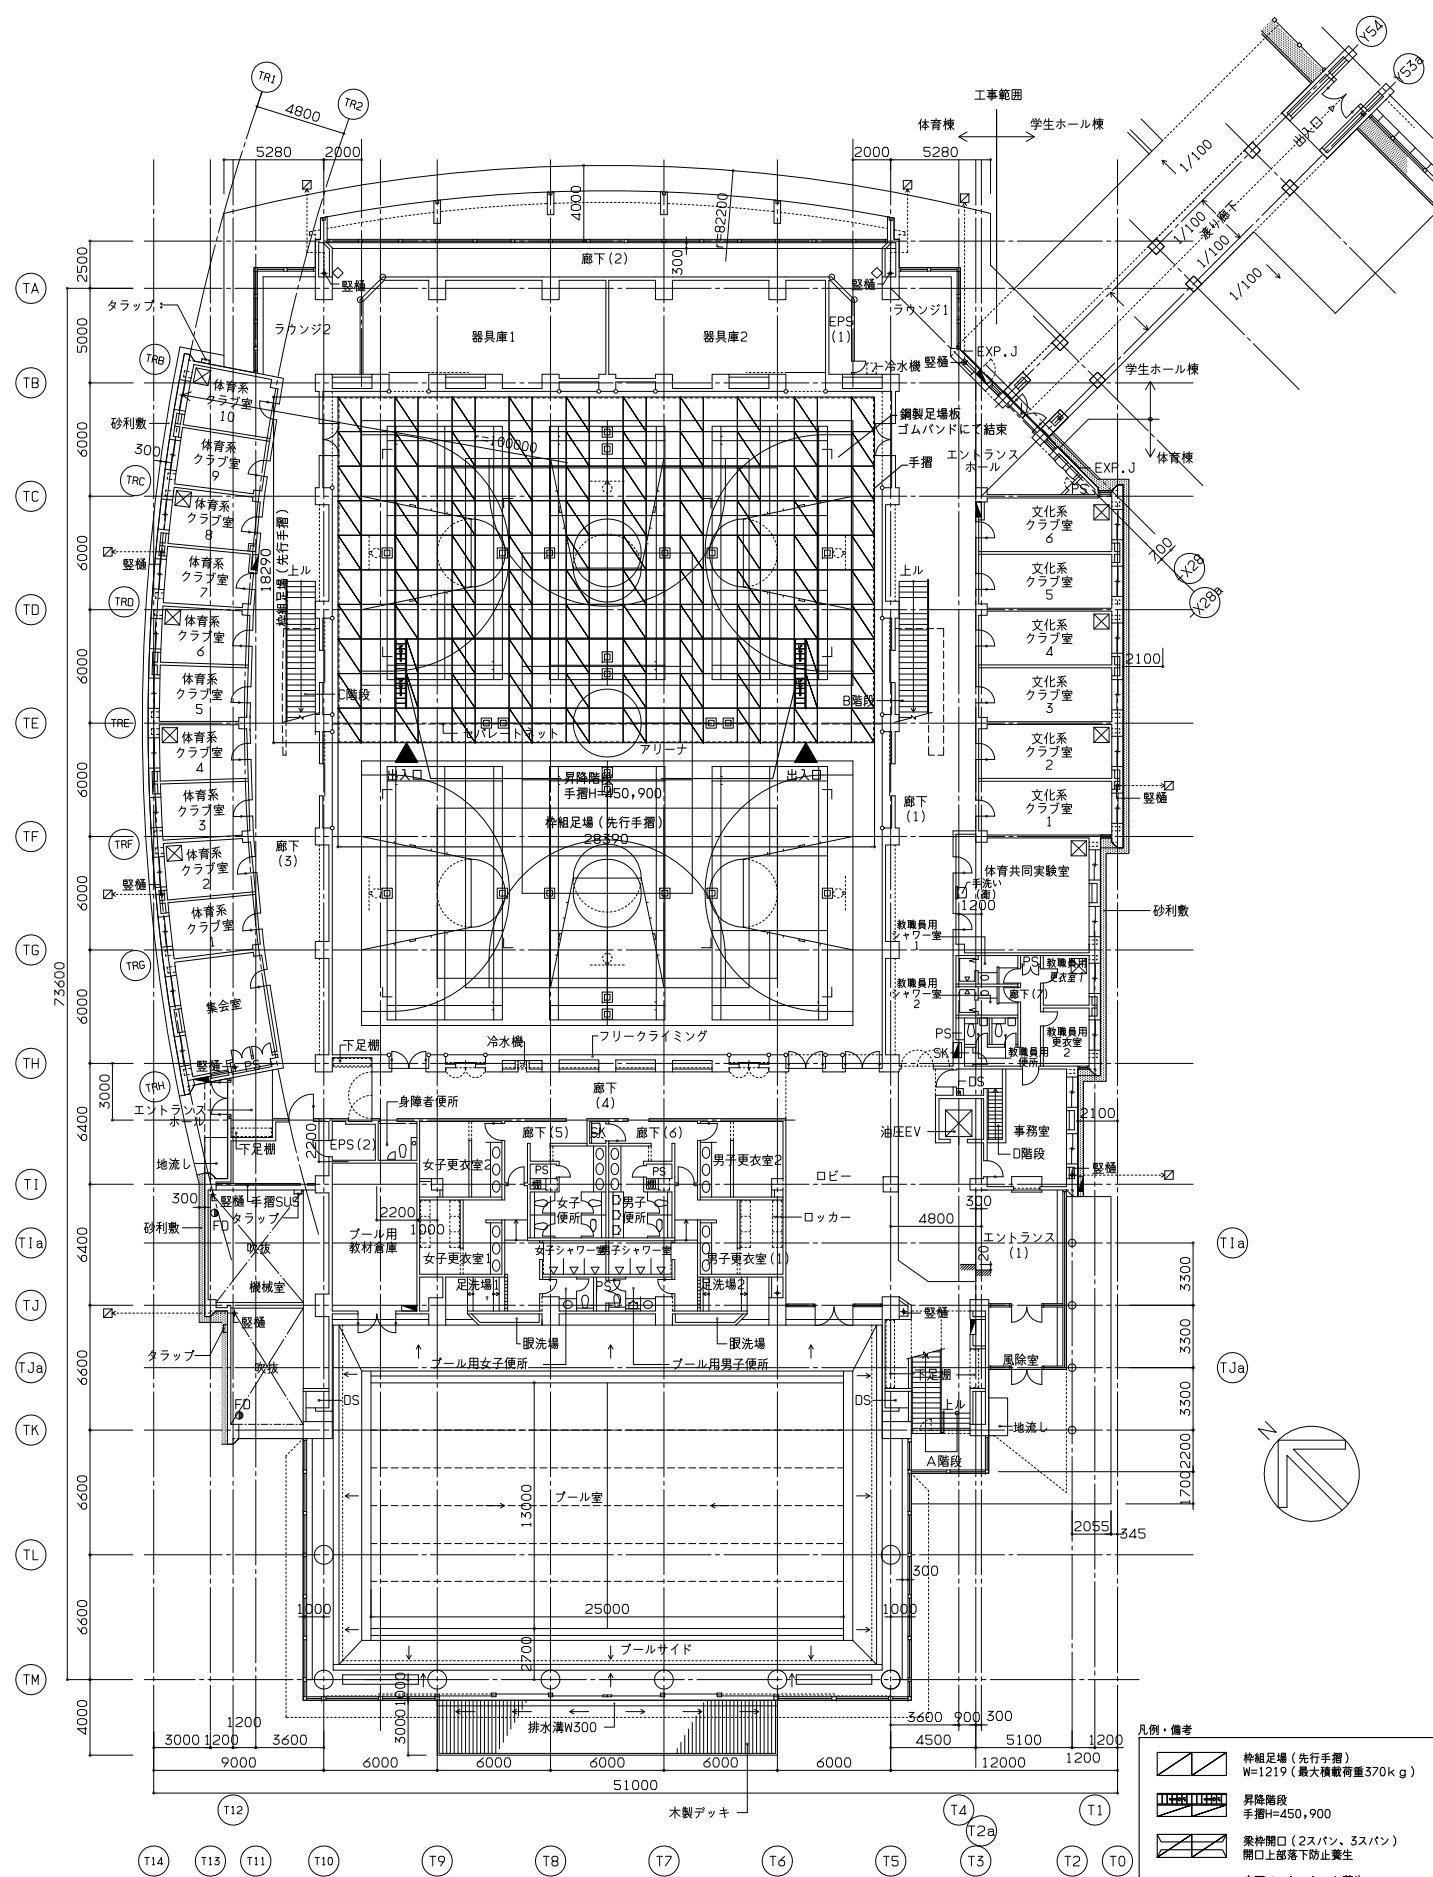 Y54
Y53a
TR1
TR2
4800
工事範囲
体育棟
学生ホール棟
出入口
1/100
5280
2000
2000
5280
4000
r=82200
渡り廊下
1/100
1/100
1/100
2500
廊下(2)
300
TA
竪樋
竪樋
タラップ
ラウンジ2
器具庫1
器具庫2
EPS
(1)
ラウンジ1
5000
TRB
EXP.J
冷水機
竪樋
学生ホール棟
TB
体育系
クラブ室
10
砂利敷
鋼製足場板
ゴムバンドにて結束
300
体育系
クラブ室
9
6000
エントランス
ホール
手摺
体育棟
EXP.J
TRC
PS
TC
体育系
クラブ室
8
文化系
クラブ室
6
18290
枠組足場(先行手摺)
竪樋
上ル
上ル
体育系
クラブ室
7
文化系
クラブ室
5
700
X28
X28a
6000
TRD
TD
体育系
クラブ室
6
文化系
クラブ室
4
2100
6000
体育系
クラブ室
5
C階段
B階段
文化系
クラブ室
3
TE
TRE
セパレートネット
アリーナ
体育系
クラブ室
4
文化系
クラブ室
2
出入口
昇降階段
手摺H=450,900
出入口
6000
体育系
クラブ室
3
廊下
(1)
文化系
クラブ室
1
竪樋
枠組足場(先行手摺)
28390
TF
TRF
廊下
(3)
体育系
クラブ室
2
体育共同実験室
竪樋
手洗い
1200
砂利敷
6000
体育系
クラブ室
1
教職員用
シャワー室
1
TG
TRG
73600
PS
教職員用
更衣室1
集会室
教職員用
シャワー室
2
廊下(7)
6000
フリークライミング
冷水機
下足棚
PS
SK
教職員用
便所
教職員用
更衣室
2
TH
竪樋
PS
TRH
3000
廊下
(4)
DS
エントランス
ホール
身障者便所
2100
6400
2200
EPS(2)
廊下(5)
SK
廊下(6)
油圧EV
事務室
下足棚
D階段
地流し
女子更衣室2
PS
PS
男子更衣室2
ロビー
竪樋
TI
300
竪樋
手摺SUS
女子
便所
男子
便所
300
FD
タラップ
2200
1000
ロッカー
4800
砂利敷
プール用
教材倉庫
エントランス
(1)
TIa
TIa
吹抜
女子更衣室1
女子シャワー室
男子シャワー室
男子更衣室(1)
120
6400
機械室
足洗場1
PS
足洗場2
3300
TJ
竪樋
竪樋
眼洗場
眼洗場
3300
タラップ
プール用女子便所
プール用男子便所
風除室
TJa
TJa
吹抜
下足棚
6600
FD
DS
DS
3300
上ル
地流し
N
TK
A階段
2200
1700
プール室
13000
6600
2055
345
TL
300
1000
25000
1000
6600
プールサイド
2700
TM
1000
3000
4000
排水溝W300
3600
900
300
1200
3000
1200
3600
4500
5100
1200
凡例・備考
9000
6000
6000
6000
6000
6000
12000
1200
枠組足場(先行手摺)
W=1219(最大積載荷重370kg)
51000
木製デッキ
T12
T4
T1
昇降階段
手摺H=450,900
T2a
梁枠開口(2スパン、3スパン)
開口上部落下防止養生
T14
T13
T11
T10
T9
T8
T7
T6
T5
T3
T2
T0